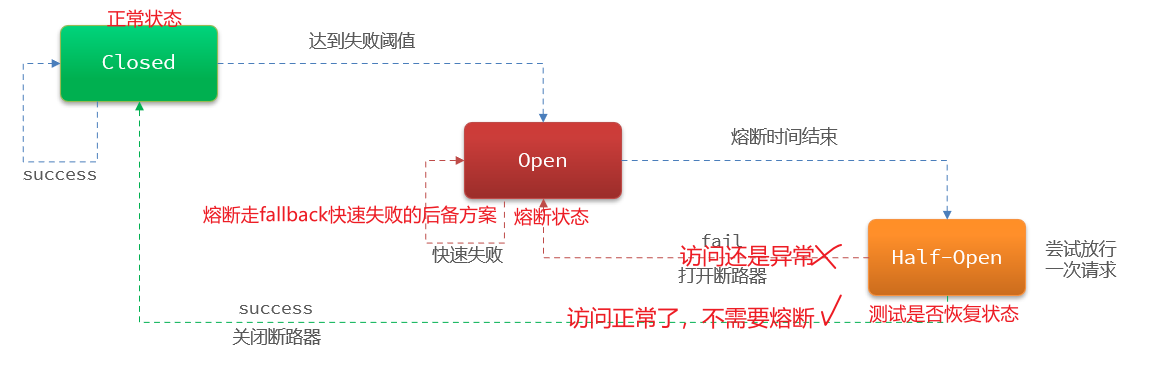 正常状态
Closed
达到失败阈值
success
Open
熔断时间结束
熔断走fallback快速失败的后备方案
熔断状态
快速失败
fail
访问还是异常
打开断路器
Half-Open
尝试放行
一次请求
success
访问正常了，不需要熔断
测试是否恢复状态
关闭断路器